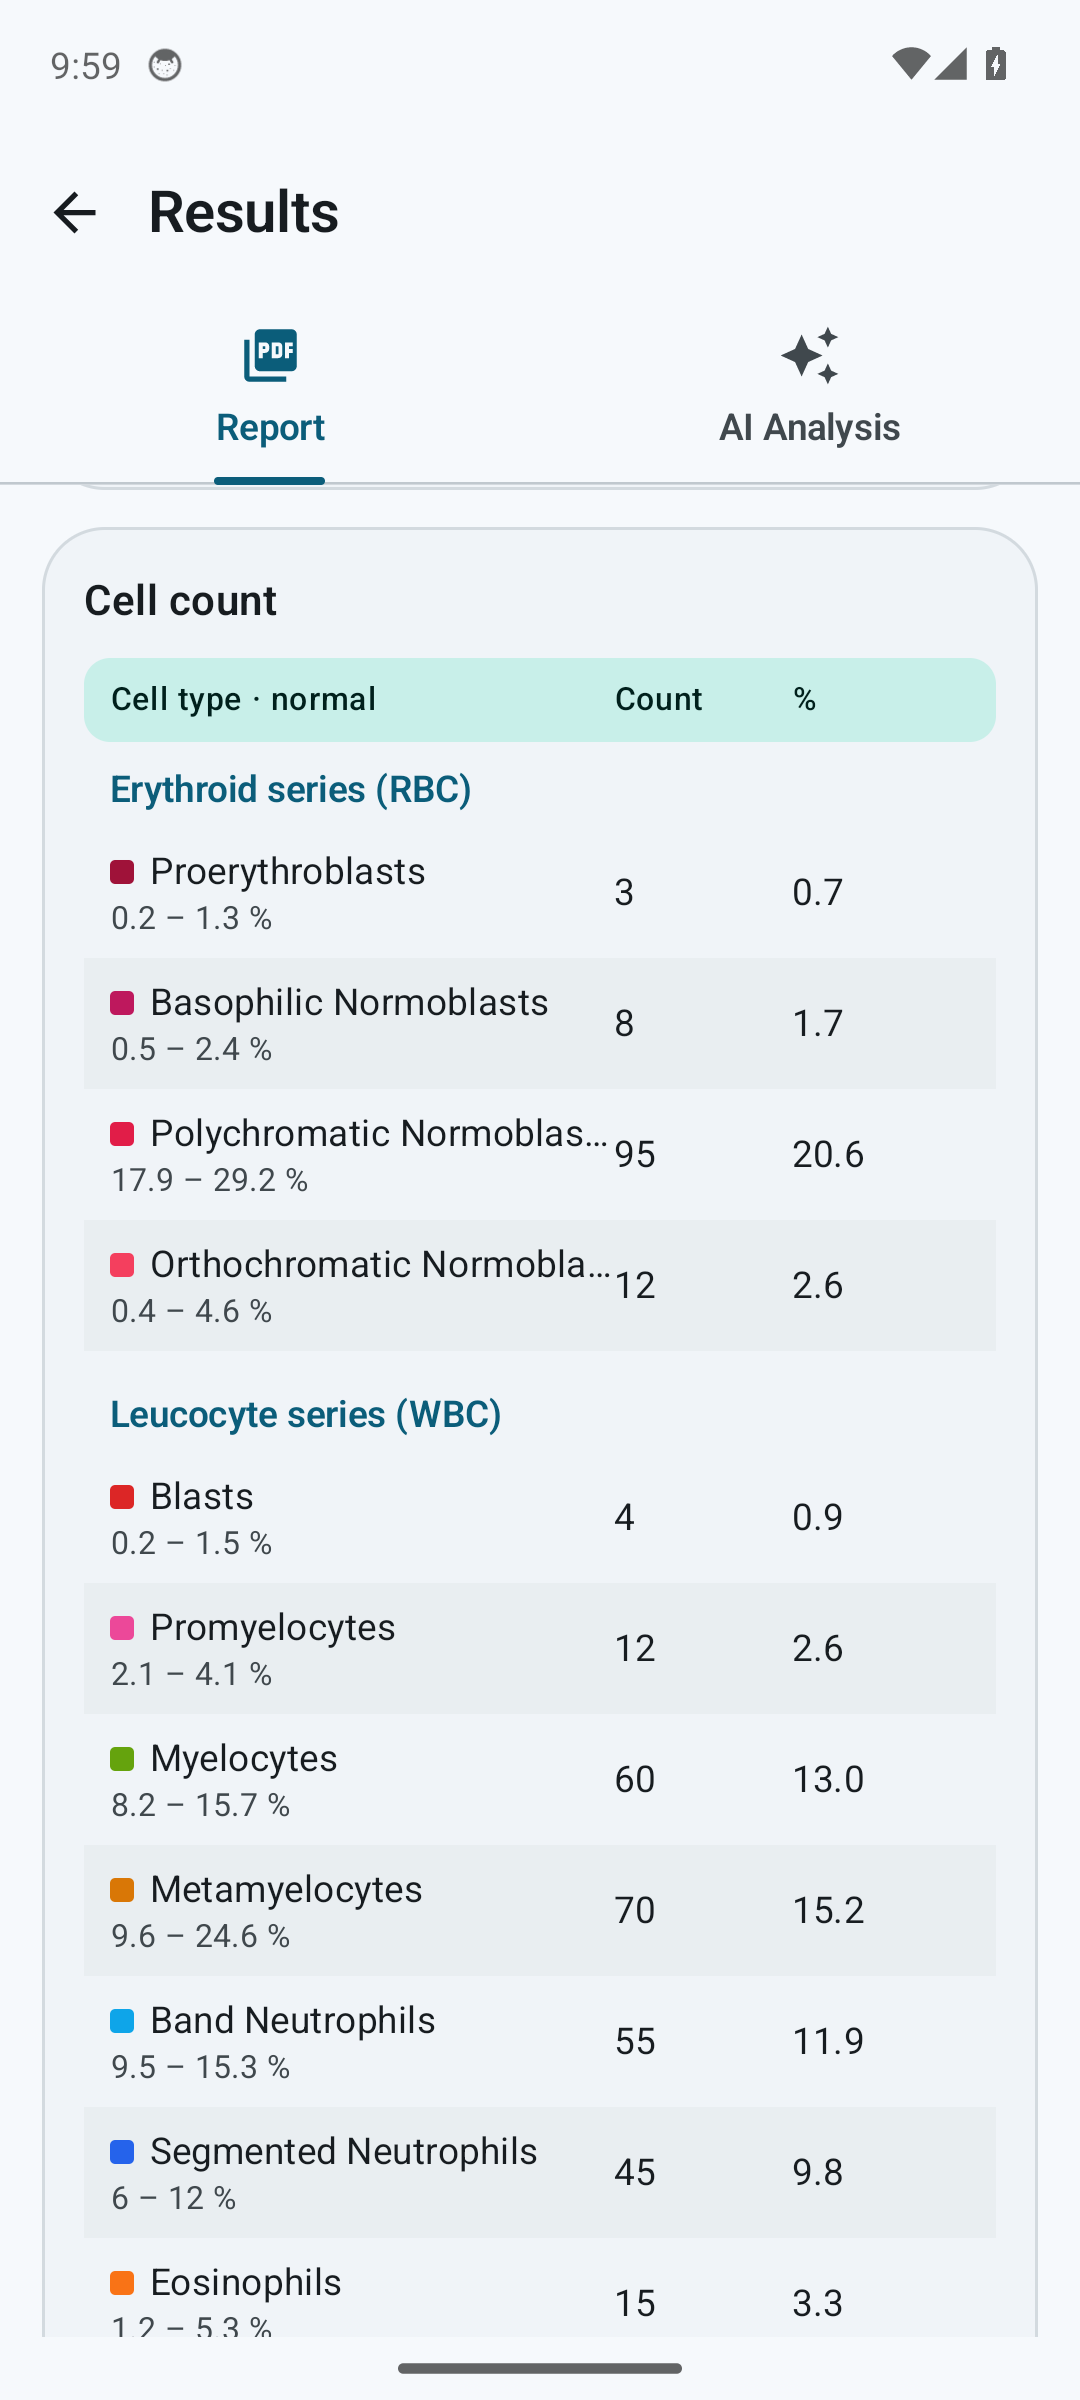 9:59
Results
PDF
Report
AI Analysis
Cell count
Cell type · normal Count %
Erythroid series (RBC)
Proerythroblasts
0.2 – 1.3 %
3 0.7
Basophilic Normoblasts
0.5 – 2.4 %
8 1.7
Polychromatic Normoblas...
17.9 – 29.2 %
95 20.6
Orthochromatic Normobla...
0.4 – 4.6 %
12 2.6
Leucocyte series (WBC)
Blasts
0.2 – 1.5 %
4 0.9
Promyelocytes
2.1 – 4.1 %
12 2.6
Myelocytes
8.2 – 15.7 %
60 13.0
Metamyelocytes
9.6 – 24.6 %
70 15.2
Band Neutrophils
9.5 – 15.3 %
55 11.9
Segmented Neutrophils
6 – 12 %
45 9.8
Eosinophils
1.2 – 5.3 %
15 3.3